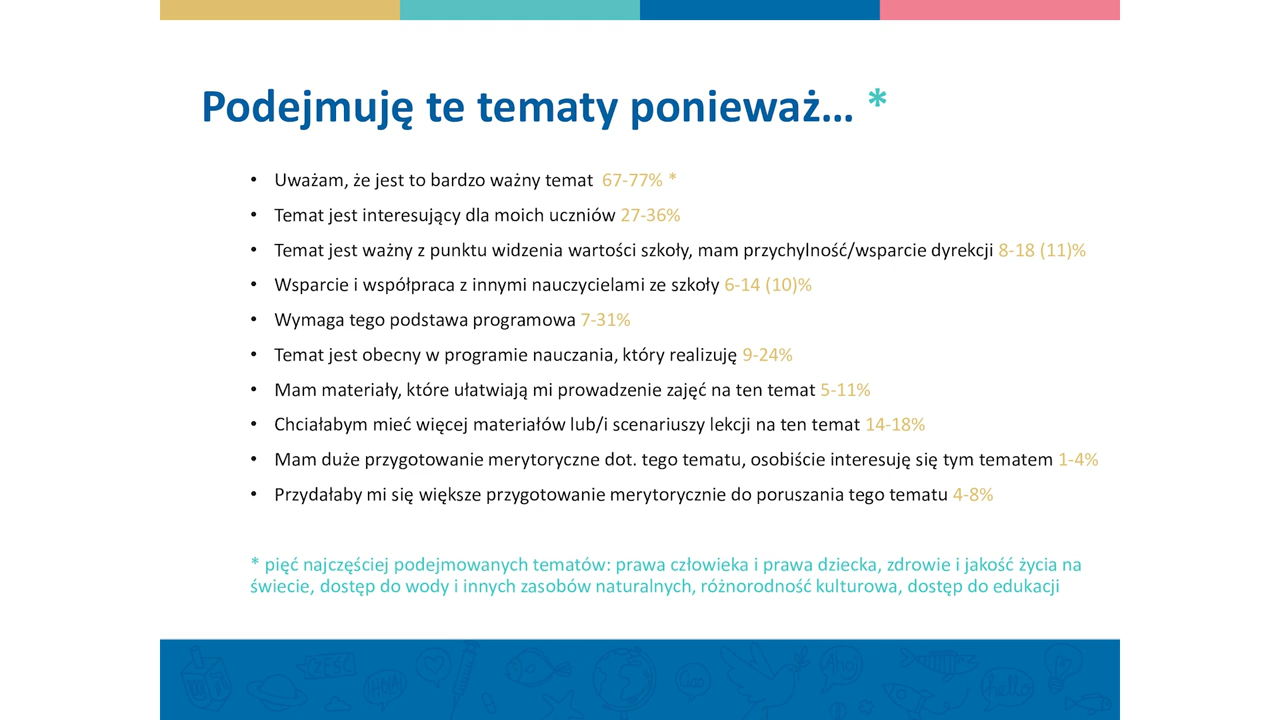 Podejmuję te tematy ponieważ… *
• Uważam, że jest to bardzo ważny temat 67-77% *
• Temat jest interesujący dla moich uczniów 27-36%
• Temat jest ważny z punktu widzenia wartości szkoły, mam przychylność/wsparcie dyrekcji 8-18 (11)%
• Wsparcie i współpraca z innymi nauczycielami ze szkoły 6-14 (10)%
• Wymaga tego podstawa programowa 7-31%
• Temat jest obecny w programie nauczania, który realizuję 9-24%
• Mam materiały, które ułatwiają mi prowadzenie zajęć na ten temat 5-11%
• Chciałabym mieć więcej materiałów lub/i scenariuszy lekcji na ten temat 14-18%
• Mam duże przygotowanie merytoryczne dot. tego tematu, osobiście interesuję się tym tematem 1-4%
• Przydałaby mi się większe przygotowanie merytorycznie do poruszania tego tematu 4-8%
* pięć najczęściej podejmowanych tematów: prawa człowieka i prawa dziecka, zdrowie i jakość życia na
świecie, dostęp do wody i innych zasobów naturalnych, różnorodność kulturowa, dostęp do edukacji
CZEŚĆ
¡HOLA!
Ciao
Ahoj
hello